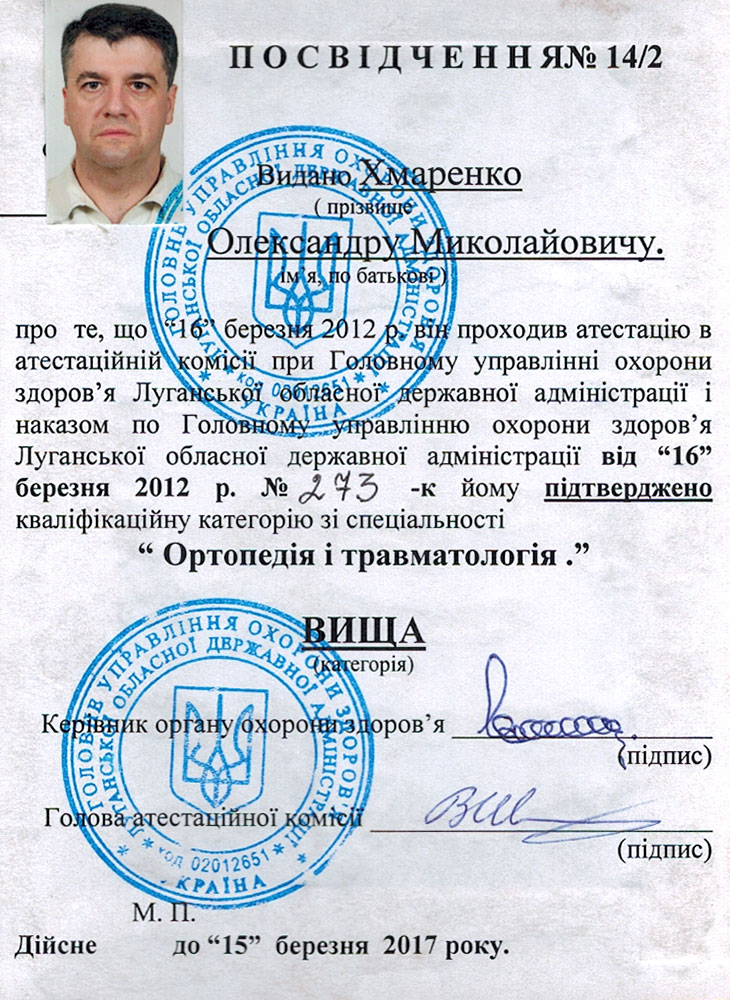 ПОСВІДЧЕННЯ№ 14/2
Видано Хмаренко
( прізвище
Олександру Миколайовичу.
ім’я, по батькові )
про те, що “16” березня 2012 р. він проходив атестацію в
атестаційній комісії при Головному управлінні охорони
здоров’я Луганської обласної державної адміністрації і
наказом по Головному управлінню охорони здоров’я
Луганської обласної державної адміністрації від “16”
березня 2012 р. № 273 -к йому підтверджено
кваліфікаційну категорію зі спеціальності
“ Ортопедія і травматологія .”
ВИЩА
(категорія)
Керівник органу охорони здоров’я
(підпис)
Голова атестаційної комісії
(підпис)
М. П.
Дійсне до “15” березня 2017 року.
ГОЛОВНЕ УПРАВЛІННЯ ОХОРОНИ ЗДОРОВ'Я
ЛУГАНСЬКОЇ ОБЛАСНОЇ ДЕРЖАВНОЇ АДМІНІСТРАЦІЇ
код 02012651
УКРАЇНА
ГОЛОВНЕ УПРАВЛІННЯ ОХОРОНИ ЗДОРОВ'Я
ЛУГАНСЬКОЇ ОБЛАСНОЇ ДЕРЖАВНОЇ АДМІНІСТРАЦІЇ
код 02012651
УКРАЇНА